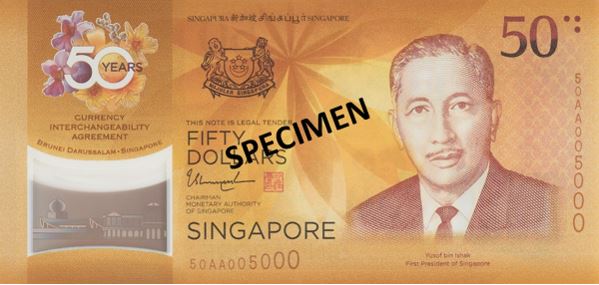 SINGAPURA 新加坡 சிங்கப்பூர் SINGAPORE
50
50 YEARS
CURRENCY
INTERCHANGEABILITY
AGREEMENT
BRUNEI DARUSSALAM • SINGAPORE
MAJULAH SINGAPURA
THIS NOTE IS LEGAL TENDER
FIFTY
DOLLARS
SPECIMEN
CHAIRMAN
MONETARY AUTHORITY
OF SINGAPORE
SINGAPORE
50AA005000
Yusof bin Ishak
First President of Singapore
50AA005000